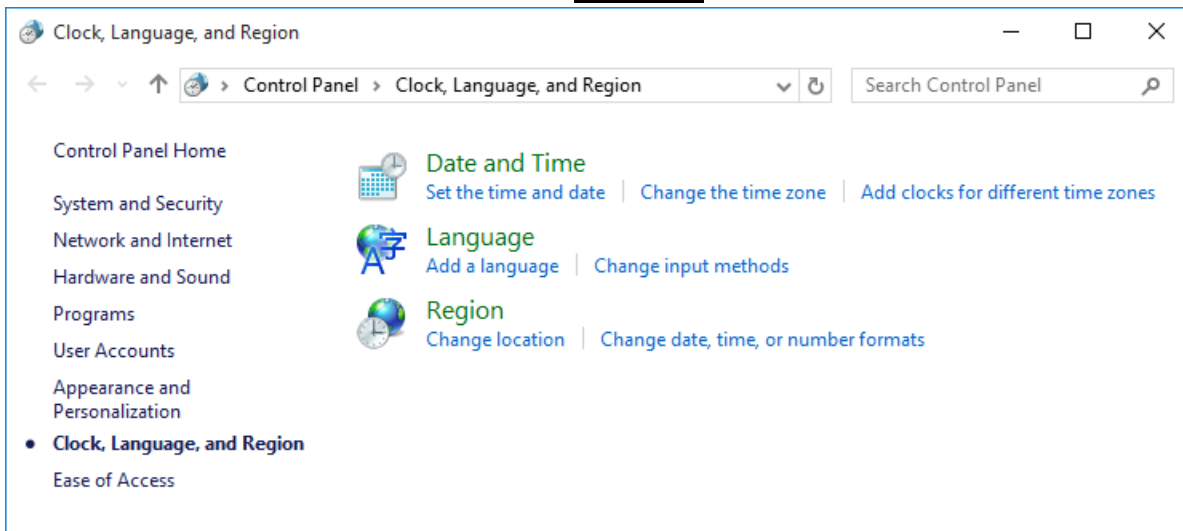 Clock, Language, and Region
Control Panel › Clock, Language, and Region
Search Control Panel
Control Panel Home
System and Security
Network and Internet
Hardware and Sound
Programs
User Accounts
Appearance and
Personalization
• Clock, Language, and Region
Ease of Access
Date and Time
Set the time and date | Change the time zone | Add clocks for different time zones
A字
Language
Add a language | Change input methods
Region
Change location | Change date, time, or number formats